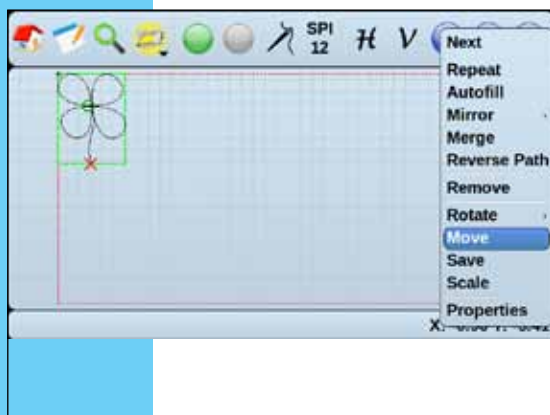 SPI
12
H V
Next
Repeat
Autofill
Mirror
Merge
Reverse Path
Remove
Rotate
Move
Save
Scale
Properties